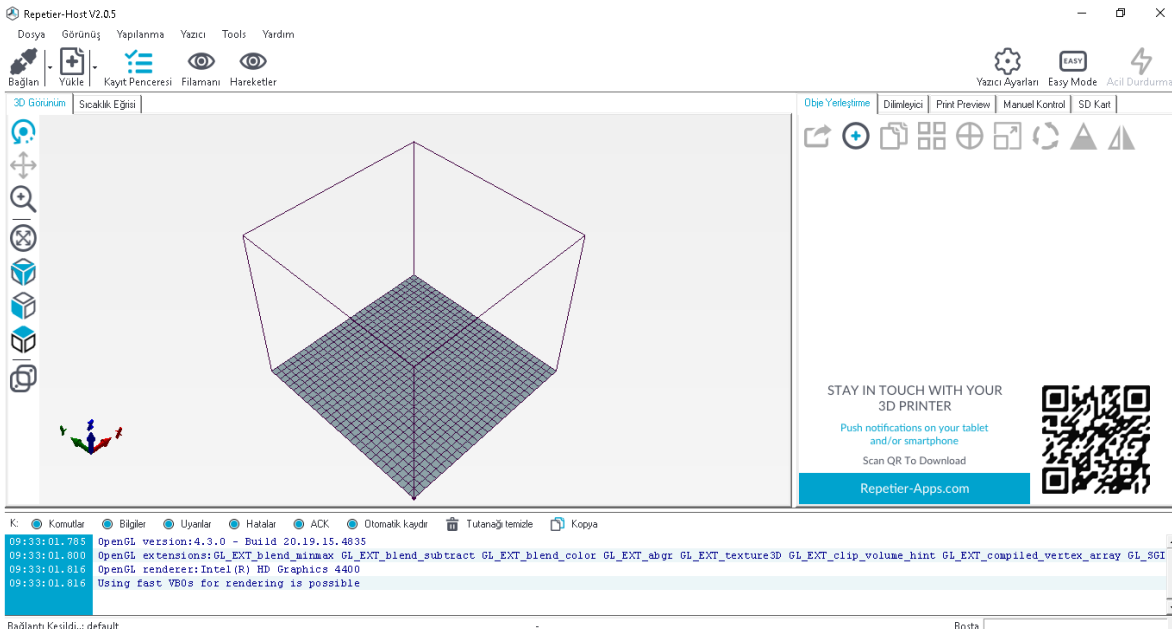 Repetier-Host V2.0.5
Dosya Görünüş Yapılanma Yazıcı Tools Yardım
Bağlan Yükle Kayıt Penceresi Filamanı Hareketler Yazıcı Ayarları EASY Easy Mode Acil Durdurma
3D Görünüm Sıcaklık Eğrisi Obje Yerleştirme Dilimleyici Print Preview Manuel Kontrol SD Kart
STAY IN TOUCH WITH YOUR
3D PRINTER
Push notifications on your tablet
and/or smartphone
Scan QR To Download
Repetier-Apps.com
Y Z X
K: Komutlar Bilgiler Uyarılar Hatalar ACK Otomatik kaydır Tutanağı temizle Kopya
09:33:01.785 OpenGL version:4.3.0 - Build 20.19.15.4835
09:33:01.800 OpenGL extensions:GL_EXT_blend_minmax GL_EXT_blend_subtract GL_EXT_blend_color GL_EXT_abgr GL_EXT_texture3D GL_EXT_clip_volume_hint GL_EXT_compiled_vertex_array GL_SGI
09:33:01.816 OpenGL renderer:Intel(R) HD Graphics 4400
09:33:01.816 Using fast VBOs for rendering is possible
Bağlantı Kesildi..: default - Boşta